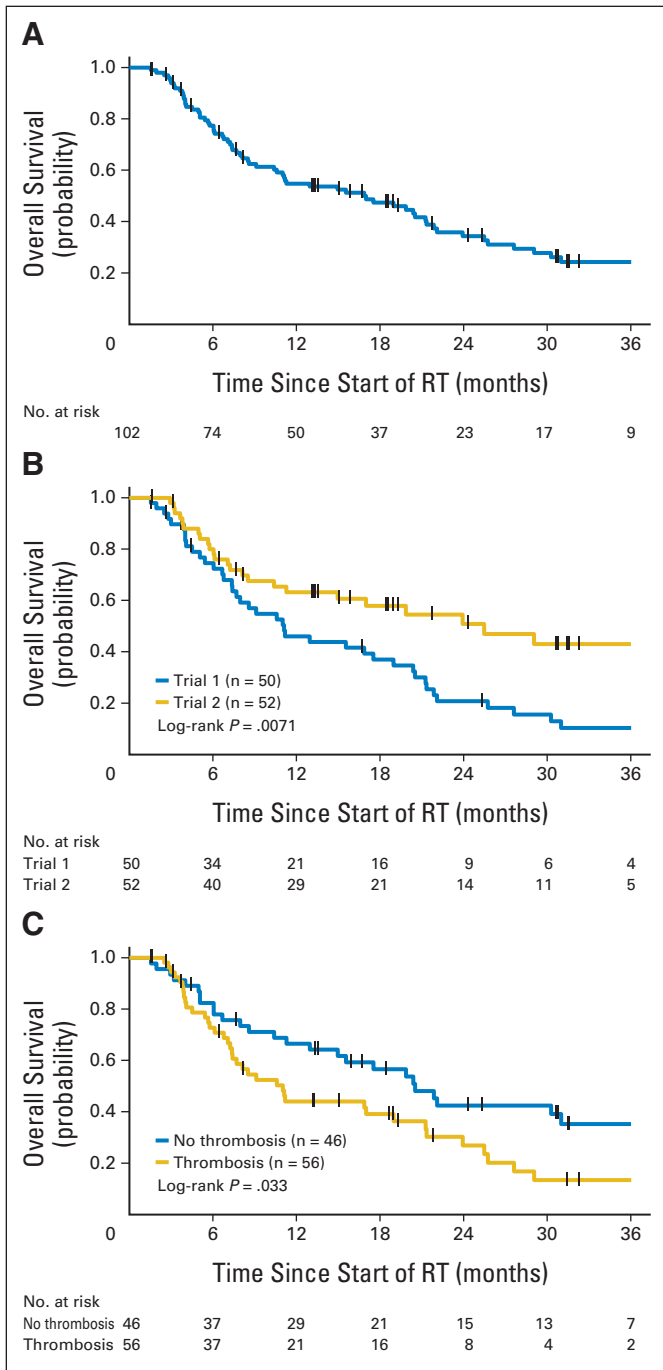 A
Overall Survival
(probability)
1.0
0.8
0.6
0.4
0.2
0 6 12 18 24 30 36
Time Since Start of RT (months)
No. at risk
102 74 50 37 23 17 9
B
Overall Survival
(probability)
1.0
0.8
0.6
0.4
0.2
Trial 1 (n = 50)
Trial 2 (n = 52)
Log-rank P = .0071
0 6 12 18 24 30 36
Time Since Start of RT (months)
No. at risk
Trial 1 50 34 21 16 9 6 4
Trial 2 52 40 29 21 14 11 5
C
Overall Survival
(probability)
1.0
0.8
0.6
0.4
0.2
No thrombosis (n = 46)
Thrombosis (n = 56)
Log-rank P = .033
0 6 12 18 24 30 36
Time Since Start of RT (months)
No. at risk
No thrombosis 46 37 29 21 15 13 7
Thrombosis 56 37 21 16 8 4 2